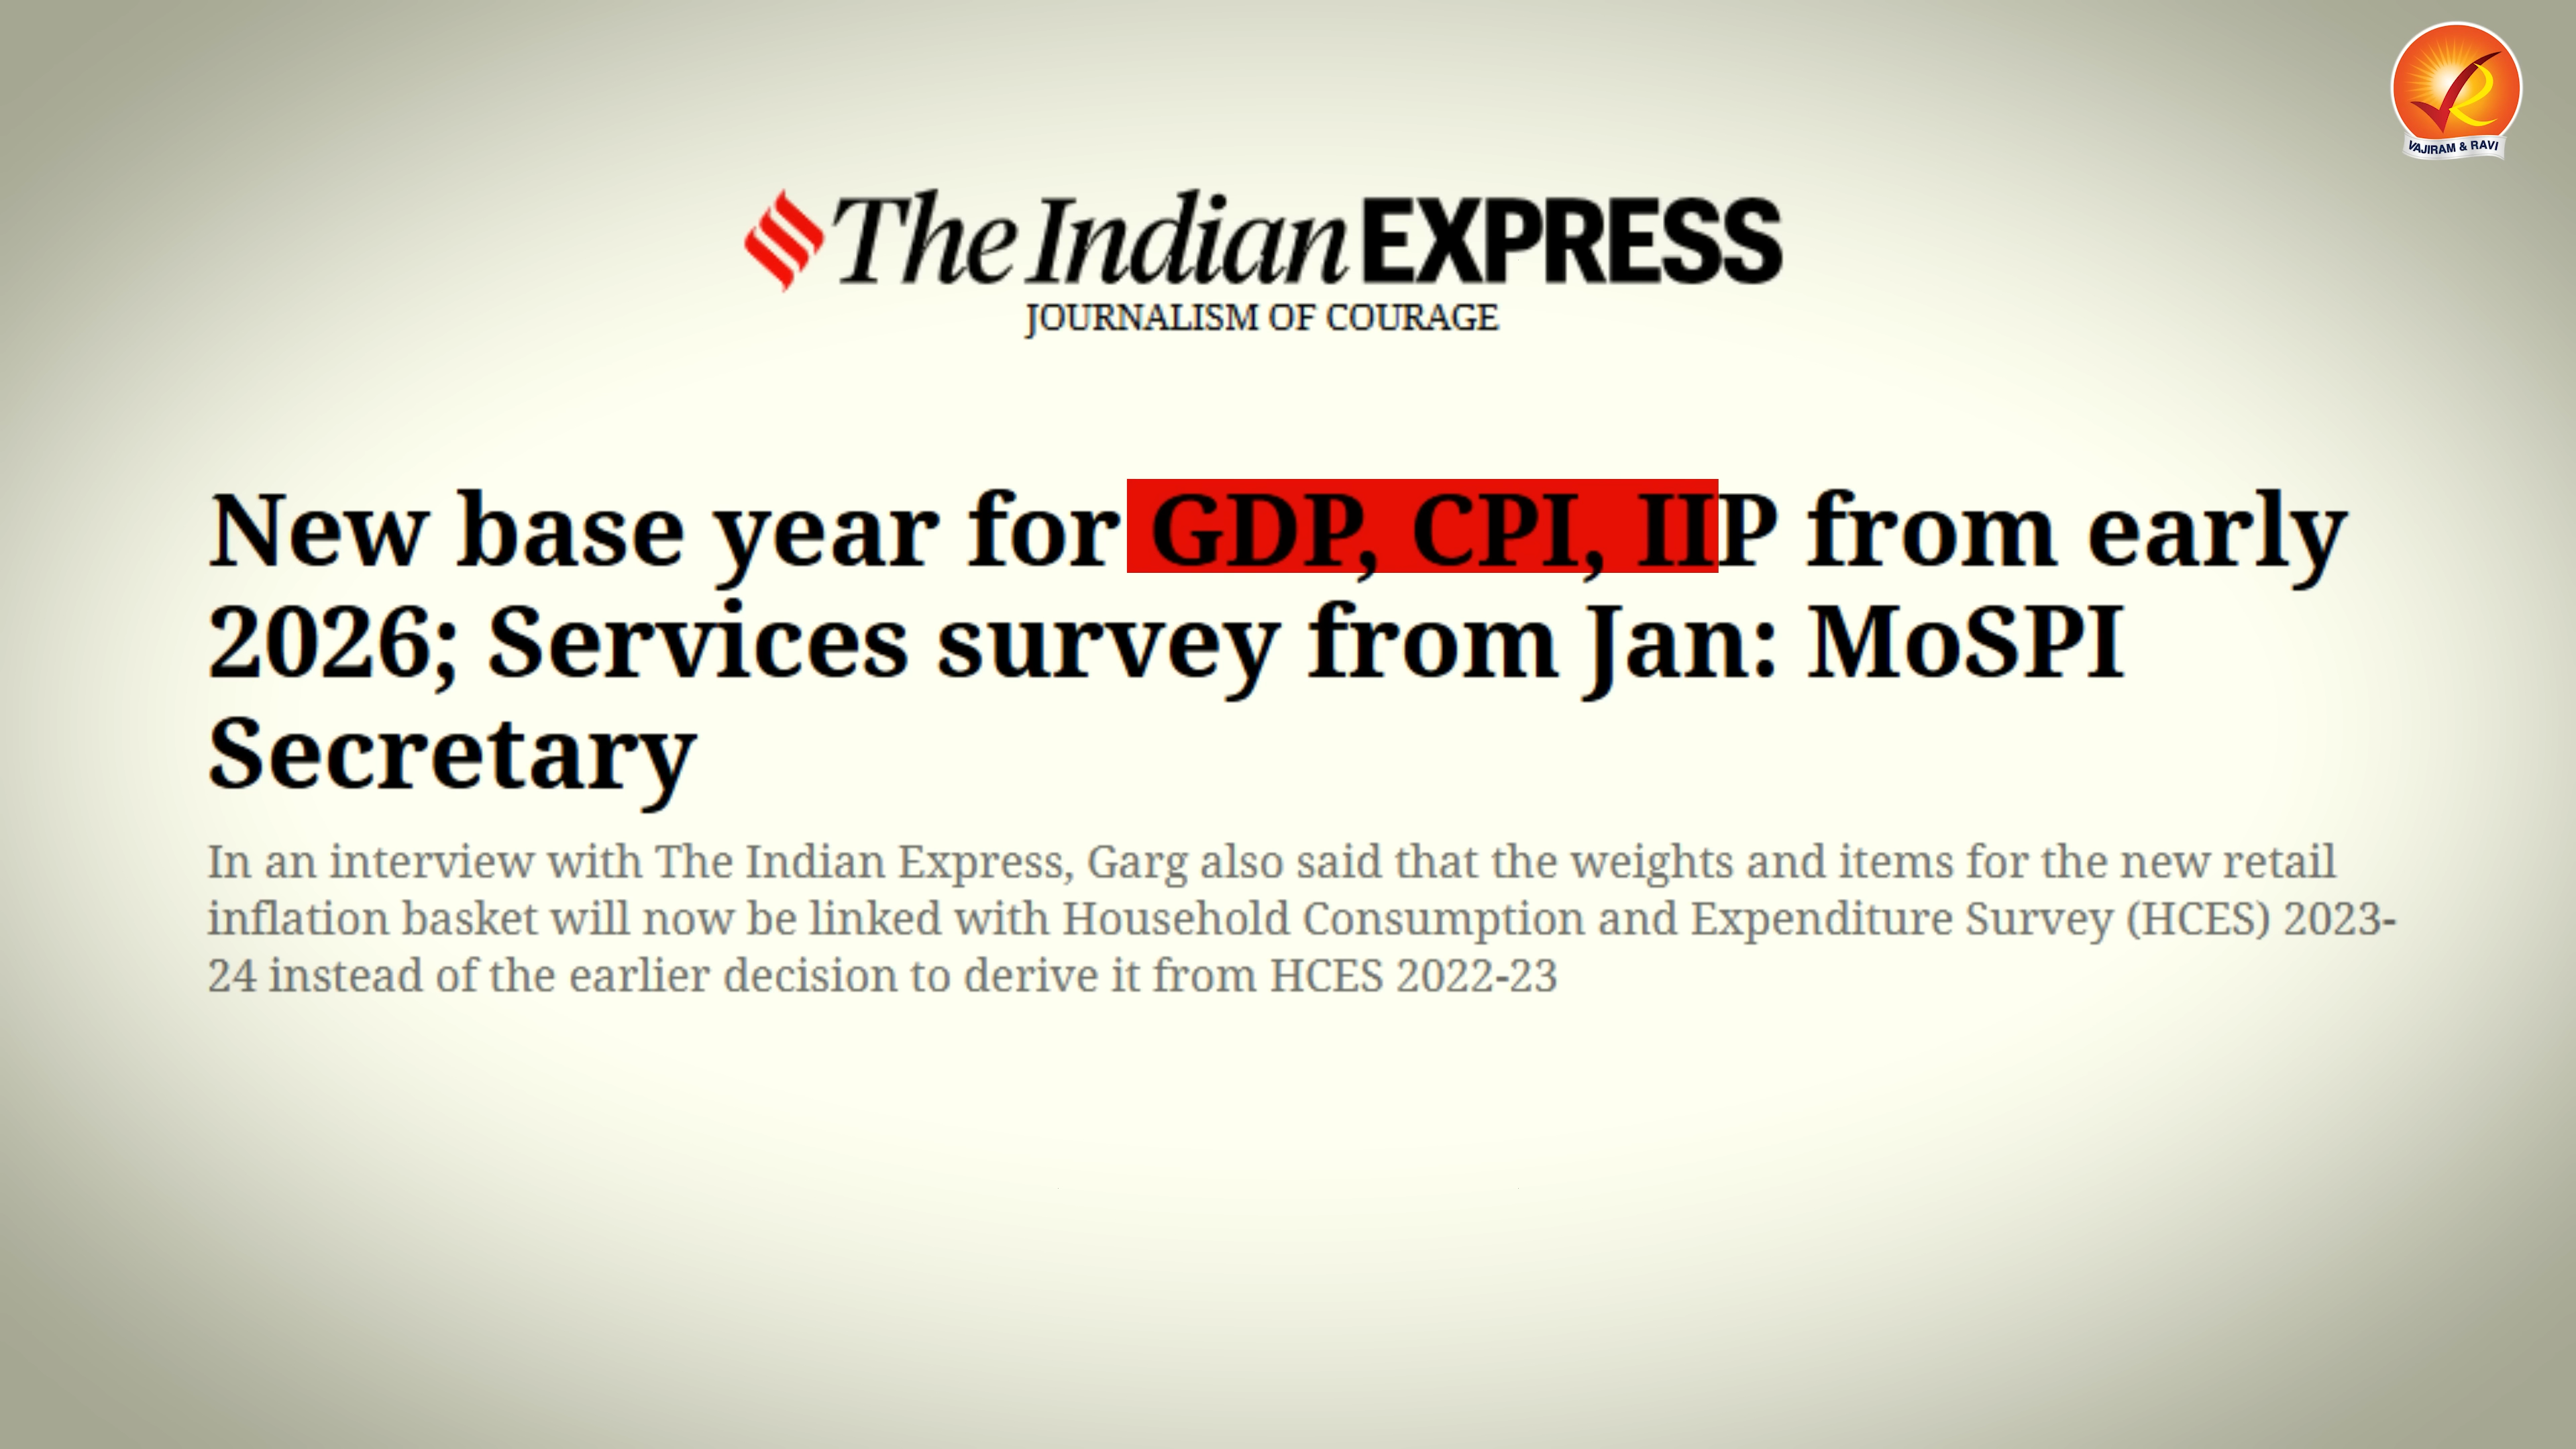 VAJIRAM & RAVI
The Indian EXPRESS
JOURNALISM OF COURAGE
New base year for GDP, CPI, IIP from early
2026; Services survey from Jan: MoSPI
Secretary
In an interview with The Indian Express, Garg also said that the weights and items for the new retail
inflation basket will now be linked with Household Consumption and Expenditure Survey (HCES) 2023-
24 instead of the earlier decision to derive it from HCES 2022-23